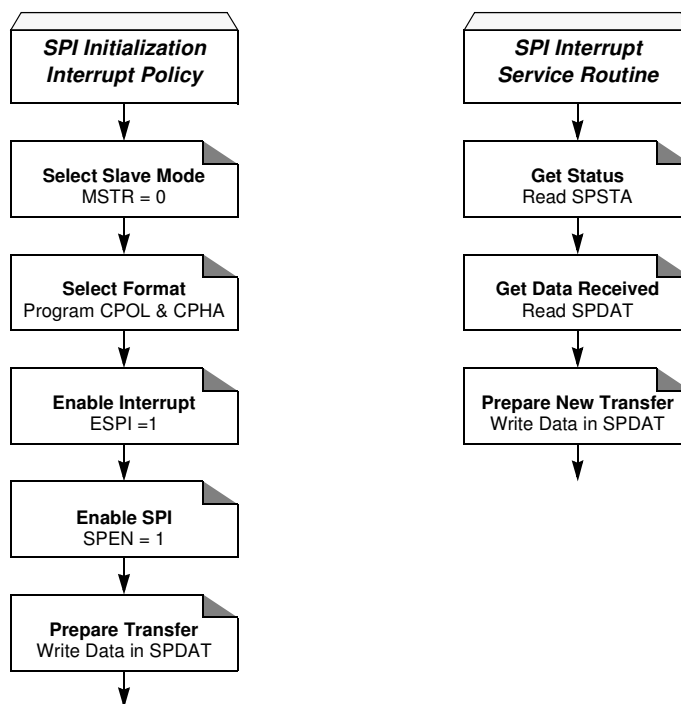 SPI Initialization
Interrupt Policy
Select Slave Mode
MSTR = 0
Select Format
Program CPOL & CPHA
Enable Interrupt
ESPI =1
Enable SPI
SPEN = 1
Prepare Transfer
Write Data in SPDAT
SPI Interrupt
Service Routine
Get Status
Read SPSTA
Get Data Received
Read SPDAT
Prepare New Transfer
Write Data in SPDAT